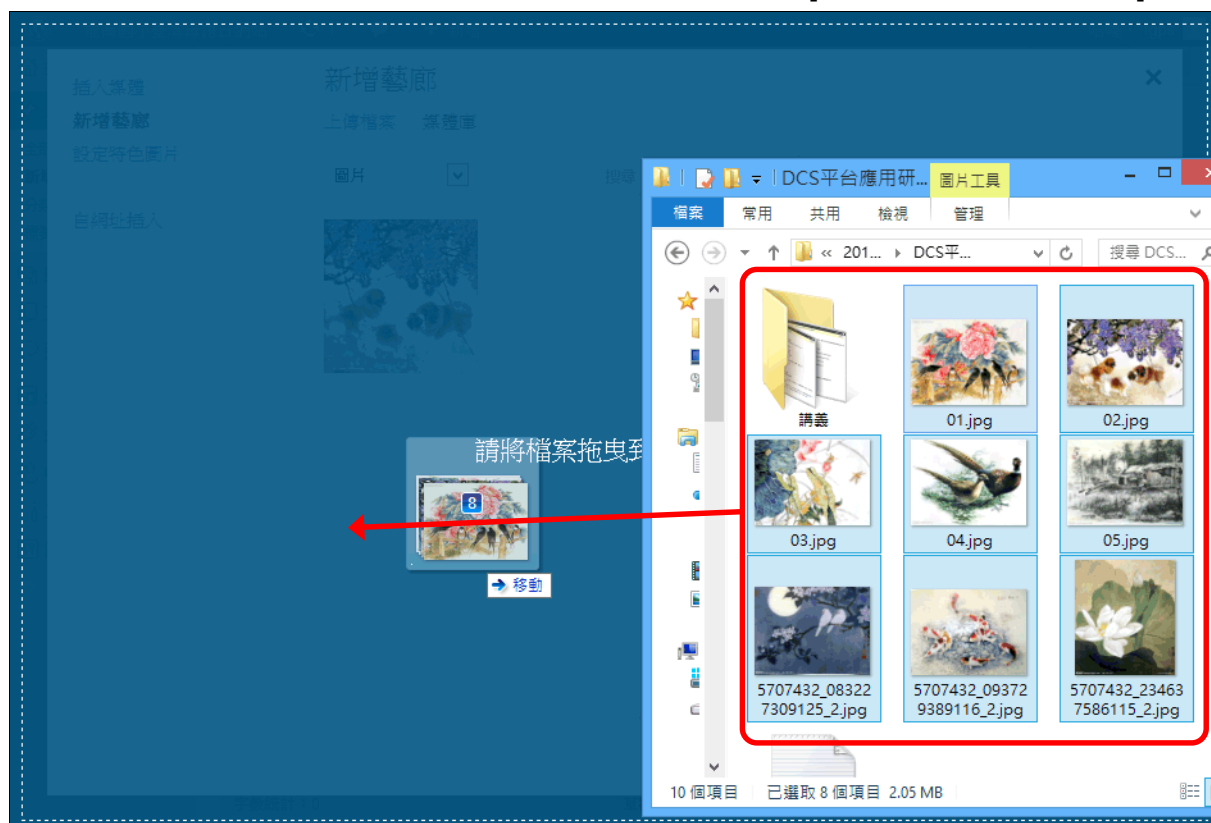 插入媒體
新增藝廊
設定特色圖片
自網址插入
新增藝廊
上傳檔案 媒體庫
圖片
搜尋
請將檔案拖曳到
8
移動
DCS平台應用研... 圖片工具
檔案 常用 共用 檢視 管理
« 201... DCS平... 搜尋 DCS...
講義
01.jpg
02.jpg
03.jpg
04.jpg
05.jpg
5707432_08322
7309125_2.jpg
5707432_09372
9389116_2.jpg
5707432_23463
7586115_2.jpg
10 個項目 已選取 8 個項目 2.05 MB